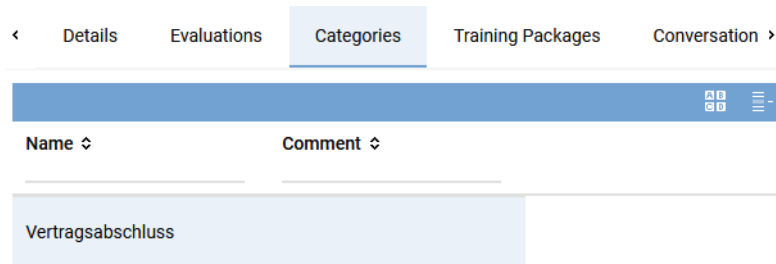 Details Evaluations Categories Training Packages Conversation
A B
C D
Name Comment
Vertragsabschluss